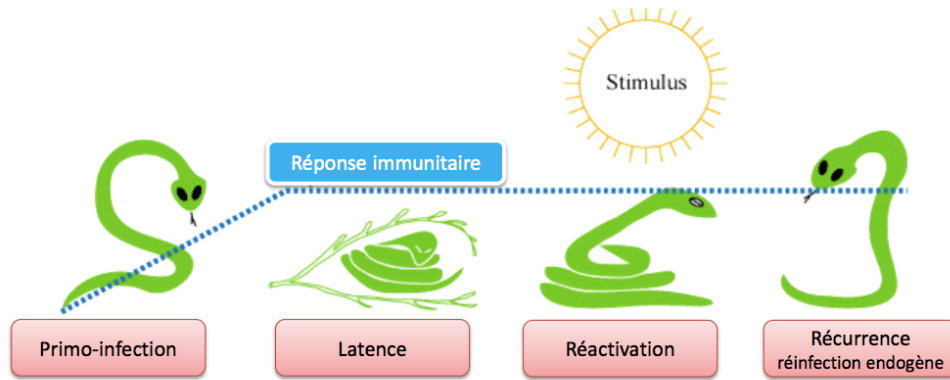 Stimulus
Réponse immunitaire
Primo-infection
Latence
Réactivation
Récurrence
réinfection endogène